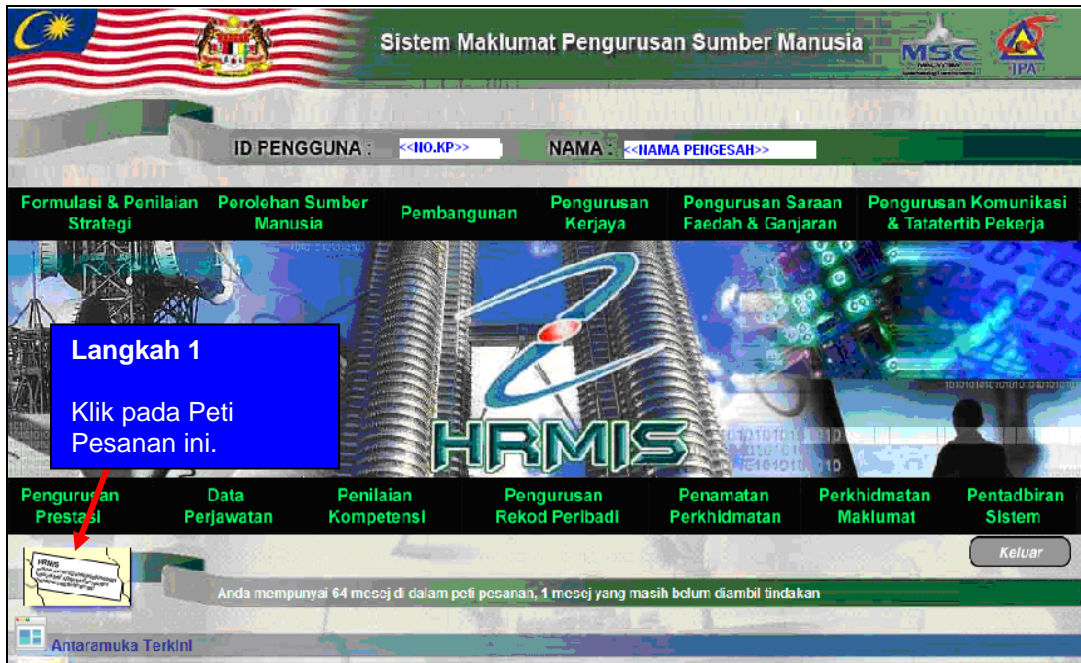 Sistem Maklumat Pengurusan Sumber Manusia
MSC
MALAYSIA
JPA
ID PENGGUNA : <<NO.KP>> NAMA : <<NAMA PENGESAH>>
Formulasi & Penilaian Strategi
Perolehan Sumber Manusia
Pembangunan
Pengurusan Kerjaya
Pengurusan Saraan Faedah & Ganjaran
Pengurusan Komunikasi & Tatatertib Pekerja
Langkah 1
Klik pada Peti
Pesanan ini.
HRMIS
Pengurusan Prestasi
Data Perjawatan
Penilaian Kompetensi
Pengurusan Rekod Peribadi
Penamatan Perkhidmatan
Perkhidmatan Maklumat
Pentadbiran Sistem
HRMIS
Keluar
Anda mempunyai 64 mesej di dalam peti pesanan, 1 mesej yang masih belum diambil tindakan
Antaramuka Terkini